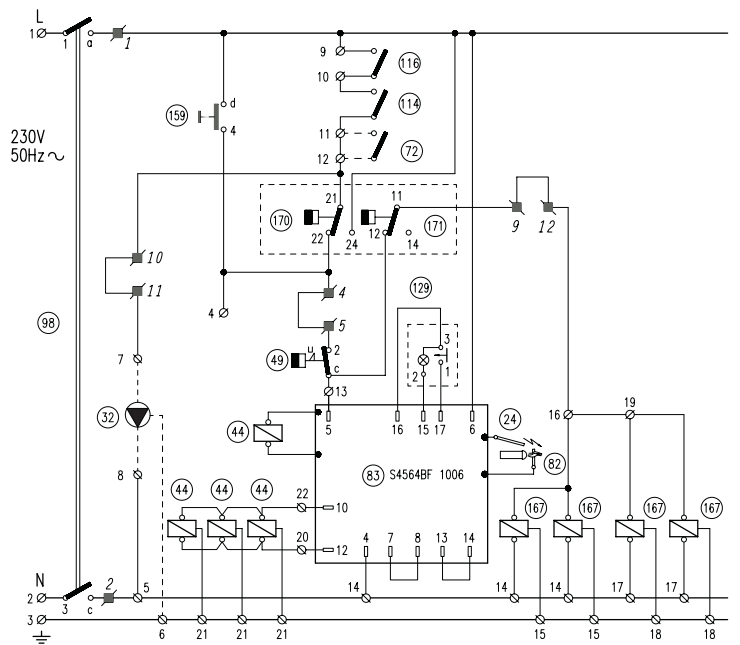 L
1 1 a 1
9
116
10
d
159
114
4
230V
50Hz
11
72
12
21 11
170 171
22 24 12 14
9 12
10
4
11
129
4
98
5
3
u 2
49
7
c
2 1
13
19
16
32
44
5 16 15 17 6
24
83 S4564BF 1006
82
8
44 44 44 22
10
167 167 167 167
20
4 7 8 13 14
12
N
2
2 3 c 5 14 14 14 17 17
3
6 21 21 21 15 15 18 18